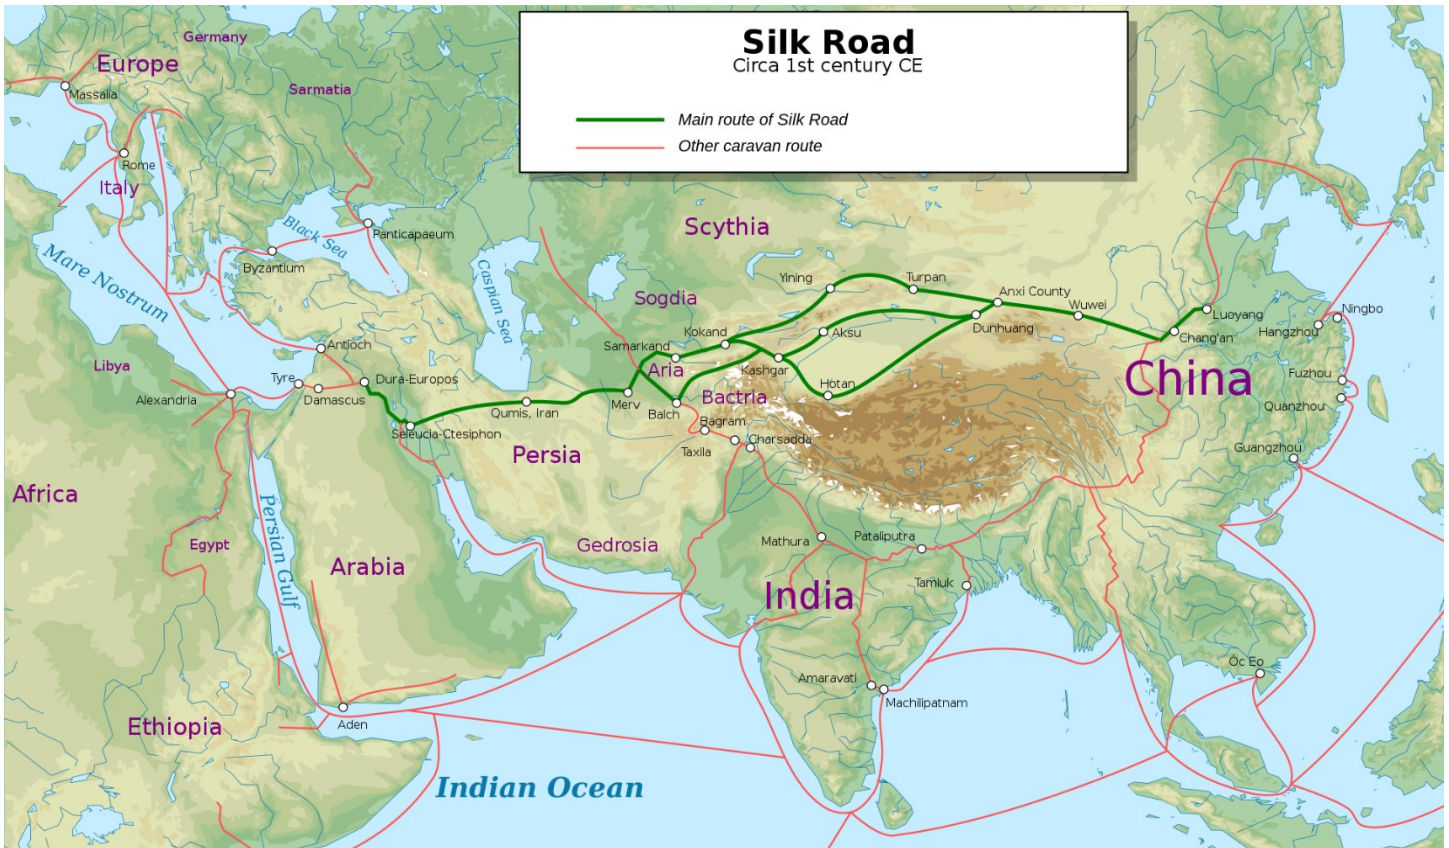 Silk Road
Circa 1st century CE
Main route of Silk Road
Other caravan route
Germany
Europe
Massalia
Sarmatia
Rome
Italy
Mare Nostrum
Black Sea
Panticapaeum
Byzantium
Caspian Sea
Scythia
Sogdia
Yining
Turpan
Anxi County
Wuwei
Luoyang
Ningbo
Hangzhou
Kokand
Aksu
Dunhuang
Chang'an
Samarkand
Antioch
Libya
Tyre
Dura-Europos
Alexandria
Damascus
Aria
Kashgar
Hotan
China
Fuzhou
Quanzhou
Qumis, Iran
Merv
Balch
Bactria
Bagram
Seleucia-Ctesiphon
Taxila
Charsadda
Guangzhou
Persia
Africa
Persian Gulf
Egypt
Arabia
Gedrosia
Mathura
Pataliputra
Tamluk
India
Óc Eo
Amaravati
Machilipatnam
Ethiopia
Aden
Indian Ocean